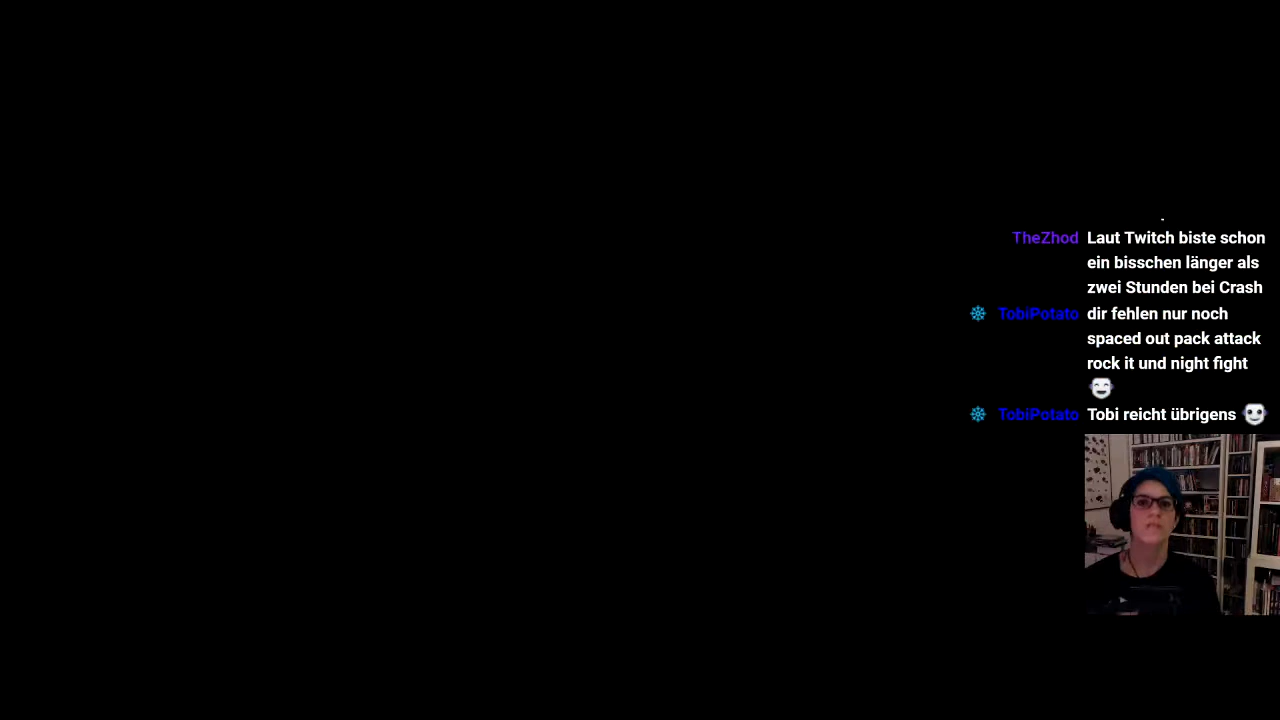 TheZhod Laut Twitch biste schon
ein bisschen länger als
zwei Stunden bei Crash
TobiPotato dir fehlen nur noch
spaced out pack attack
rock it und night fight
TobiPotato Tobi reicht übrigens